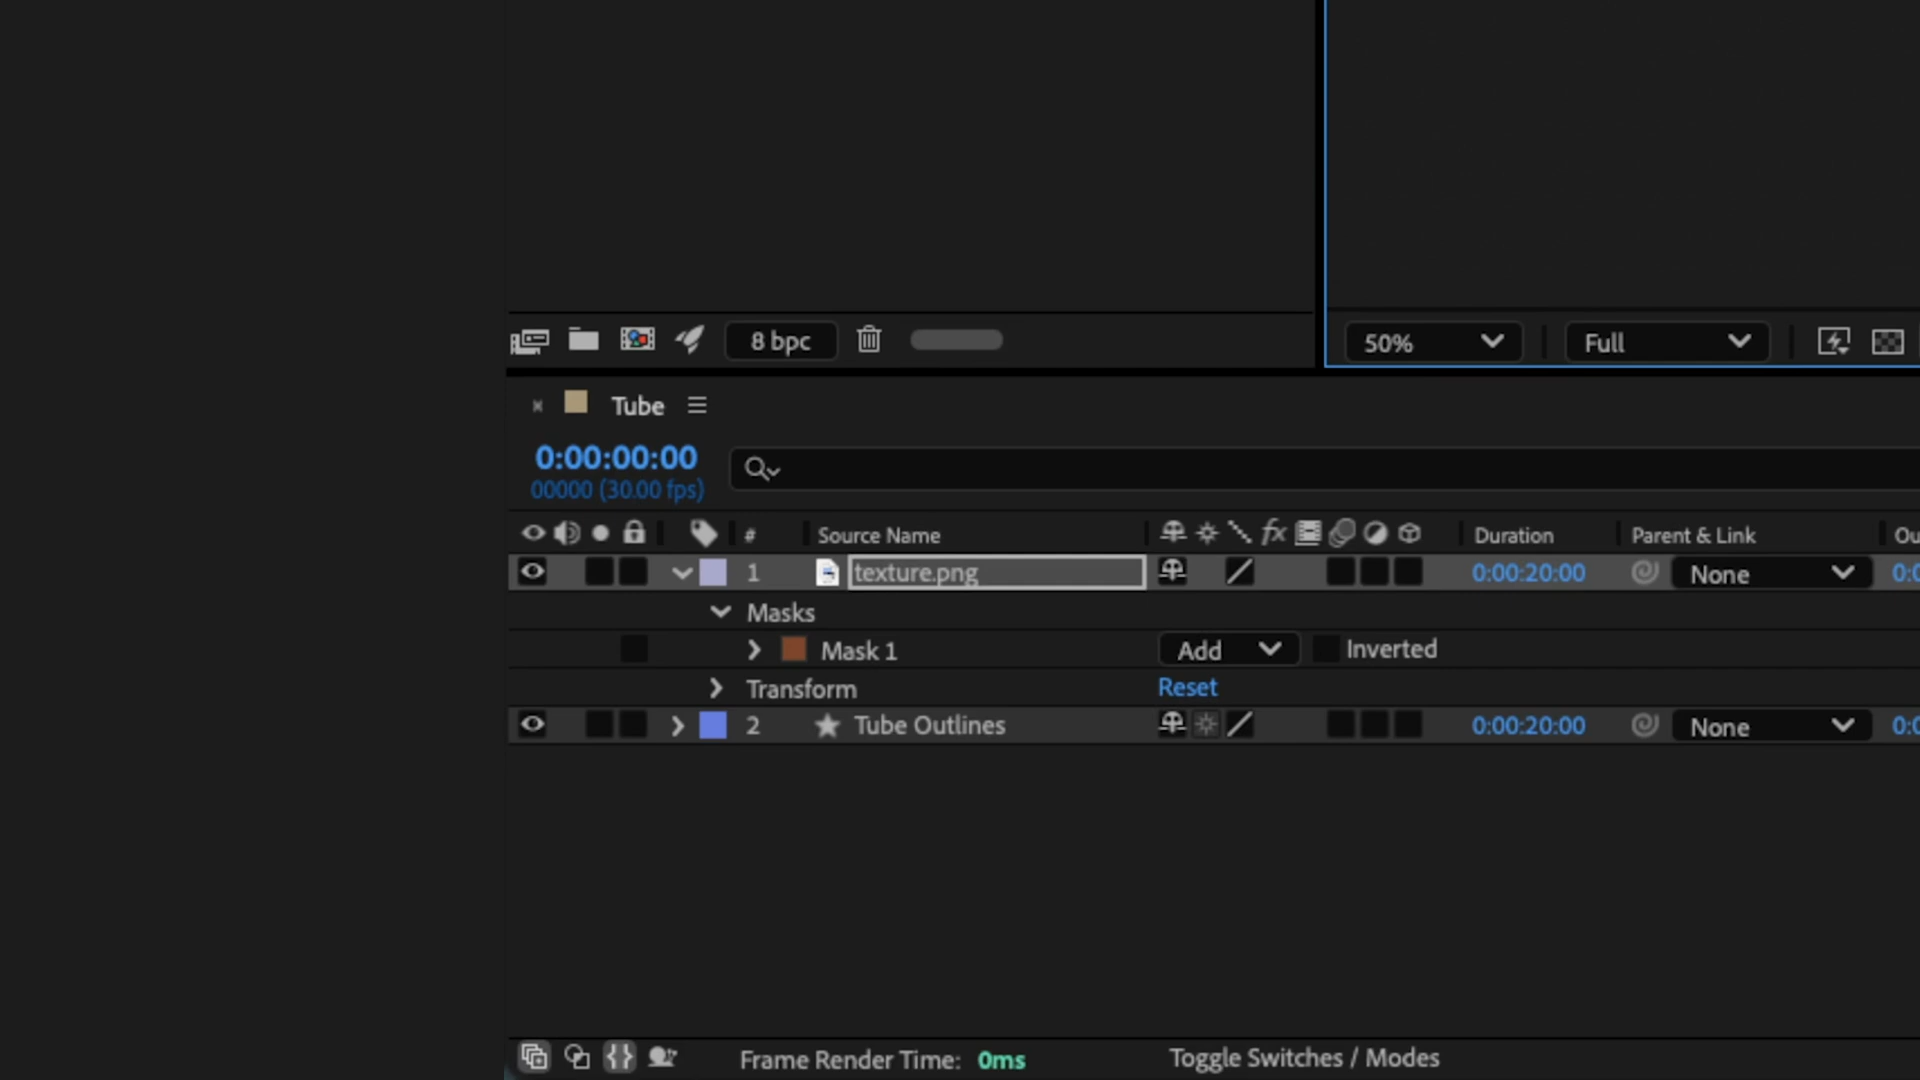 8 bpc
50%
Full
Tube
0:00:00:00
00000 (30.00 fps)
# Source Name fx Duration Parent & Link
1 texture.png 0:00:20:00 None
Masks
Mask 1 Add Inverted
Transform Reset
2 Tube Outlines 0:00:20:00 None
Frame Render Time: 0ms Toggle Switches / Modes